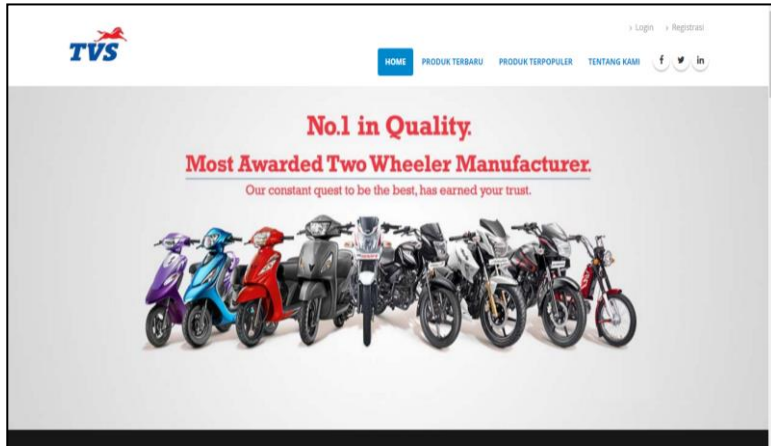 Login Registrasi
TVS
HOME PRODUK TERBARU PRODUK TERPOPULER TENTANG KAMI
No.1 in Quality.
Most Awarded Two Wheeler Manufacturer.
Our constant quest to be the best, has earned your trust.